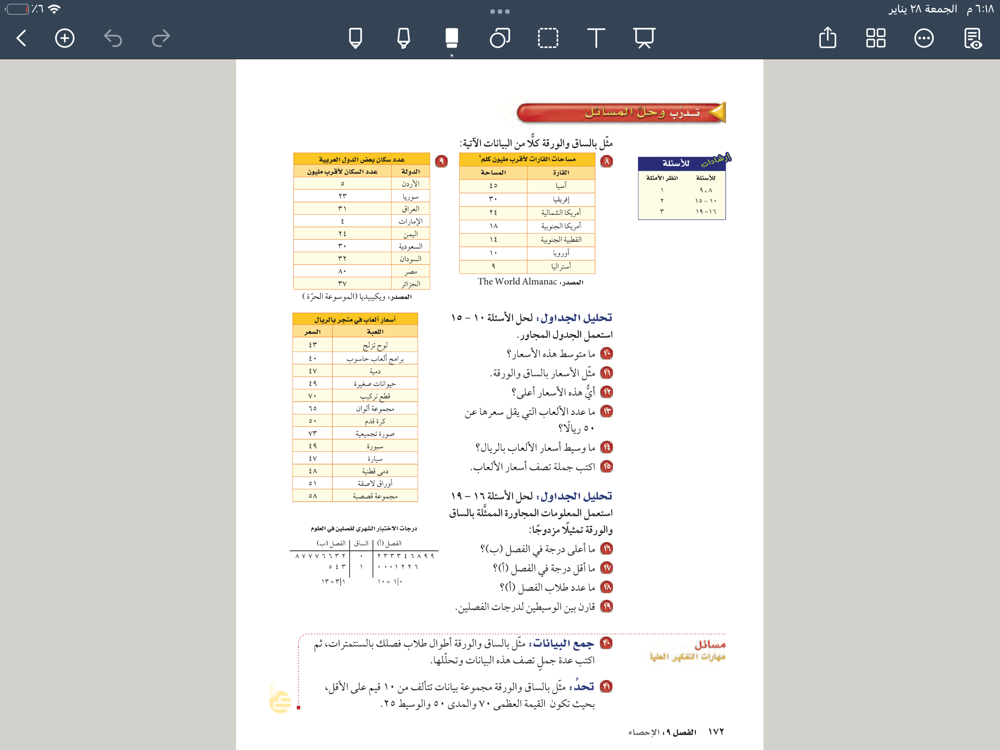 ٦:١٨ م الجمعة ٢٨ يناير
٪٦
تـدرَّب وحلَّ المسائل
إرشادات للأسئلة
للأسئلة انظر الأمثلة
٨، ٩ ١
١٠ – ١٥ ٢
١٦ – ١٩ ٣
مثّل بالساق والورقة كلًّا من البيانات الآتية:
٨
مساحات القارات لأقرب مليون كلم٢
القارة المساحة
آسيا ٤٥
إفريقيا ٣٠
أمريكا الشمالية ٢٤
أمريكا الجنوبية ١٨
القطبية الجنوبية ١٤
أوروبا ١٠
أستراليا ٩
المصدر: The World Almanac
٩
عدد سكان بعض الدول العربية
الدولة عدد السكان لأقرب مليون
الأردن ٥
سوريا ٢٣
العراق ٣١
الإمارات ٤
اليمن ٢٤
السعودية ٣٠
السودان ٣٢
مصر ٨٠
الجزائر ٣٧
المصدر: ويكيبيديا (الموسوعة الحرّة )
تحليل الجداول: لحل الأسئلة ١٠ – ١٥
استعمل الجدول المجاور.
١٠ ما متوسط هذه الأسعار؟
١١ مثّل الأسعار بالساق والورقة.
١٢ أيُّ هذه الأسعار أعلى؟
١٣ ما عدد الألعاب التي يقل سعرها عن
٥٠ ريالًا؟
١٤ ما وسيط أسعار الألعاب بالريال؟
١٥ اكتب جملة تصف أسعار الألعاب.
أسعار ألعاب في متجر بالريال
اللعبة السعر
لوح تزلج ٤٣
برامج ألعاب حاسوب ٤٠
دمية ٤٧
حيوانات صغيرة ٤٩
قطع تركيب ٧٠
مجموعة ألوان ٦٥
كرة قدم ٥٠
صورة تجميعية ٧٣
سبورة ٤٩
سيارة ٤٧
دمى قطنية ٤٨
أوراق لاصقة ٥١
مجموعة قصصية ٥٨
تحليل الجداول: لحل الأسئلة ١٦ – ١٩
استعمل المعلومات المجاورة الممثَّلة بالساق
والورقة تمثيلًا مزدوجًا:
١٦ ما أعلى درجة في الفصل (ب)؟
١٧ ما أقل درجة في الفصل (أ)؟
١٨ ما عدد طلاب الفصل (أ)؟
١٩ قارن بين الوسيطين لدرجات الفصلين.
درجات الاختبار الشهري لفصلين في العلوم
الفصل (أ) الساق الفصل (ب)
٢ ٣ ٣ ٣ ٤ ٦ ٨ ٩ ٩ ٠ ٨ ٧ ٧ ٧ ٦ ٦ ٣ ٢
٠ ٠ ٠ ١ ٢ ٢ ٦ ١ ٥ ٤ ٣
١٠ = ١|٠ ١٣ = ٣|١
مسائل
مهارات التفكير العليا
٢٠ جمع البيانات: مثّل بالساق والورقة أطوال طلاب فصلك بالسنتمترات، ثم
اكتب عدة جملٍ تصف هذه البيانات وتحلّلها.
٢١ تحدٍّ: مثّل بالساق والورقة مجموعة بيانات تتألف من ١٠ قيم على الأقل،
بحيث تكون القيمة العظمى ٧٠ والمدى ٥٠ والوسيط ٢٥.
١٧٢ الفصل ٩: الإحصاء